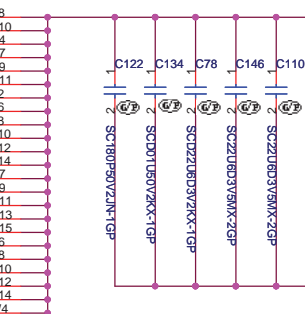 8
10
4
7
9
11
2
6
8
10
12
14
7
9
11
13
15
6
8
10
12
14
/4
C122
C134
C78
C146
C110
1
1
1
1
1
G/P
G/P
G/P
G/P
G/P
2
2
2
2
2
SC180P50V2JN-1GP
SCD01U50V2KX-1GP
SCD22U6D3V2KX-1GP
SC22U6D3V5MX-2GP
SC22U6D3V5MX-2GP